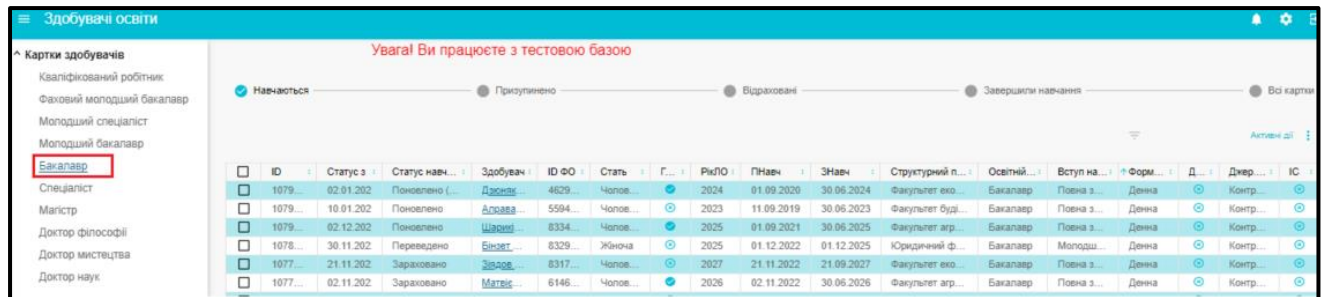 Здобувачі освіти
Картки здобувачів
Увага! Ви працюєте з тестовою базою
Кваліфікований робітник
Фаховий молодший бакалавр
Молодший спеціаліст
Молодший бакалавр
Бакалавр
Спеціаліст
Магістр
Доктор філософії
Доктор мистецтва
Доктор наук
Навчаються Призупинено Відраховані Завершили навчання Всі картки
Активні дії
ID Статус з Статус навч... Здобувач ID ФО Стать Г... РікЛО ПНавч ЗНавч Структурний п... Освітній... Вступ на... Форм... Д... Джер... ІС
1079... 02.01.202 Поновлено (... Дзюняк... 4629... Чолов... 2024 01.09.2020 30.06.2024 Факультет еко... Бакалавр Повна з... Денна Контр...
1079... 10.01.202 Поновлено Аправа... 5594... Чолов... 2023 11.09.2019 30.06.2023 Факультет буді... Бакалавр Повна з... Денна Контр...
1079... 02.12.202 Поновлено Шарикі... 8334... Чолов... 2025 01.09.2021 30.06.2025 Факультет агр... Бакалавр Повна з... Денна Контр...
1078... 30.11.202 Переведено Бінзет... 8329... Жіноча 2025 01.12.2022 01.12.2025 Юридичний ф... Бакалавр Молодш... Денна Контр...
1077... 21.11.202 Зараховано Зіядов... 8317... Чолов... 2027 21.11.2022 21.09.2027 Факультет еко... Бакалавр Повна з... Денна Контр...
1077... 02.11.202 Зараховано Матвіє... 6146... Чолов... 2026 02.11.2022 30.06.2026 Факультет агр... Бакалавр Повна з... Денна Контр...